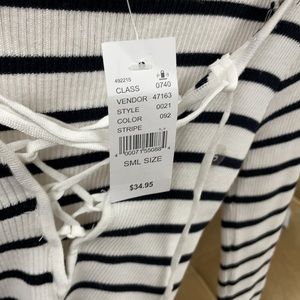 492215
CLASS 0740
VENDOR 47163
STYLE 0021
COLOR 092
STRIPE
SML SIZE
$34.95